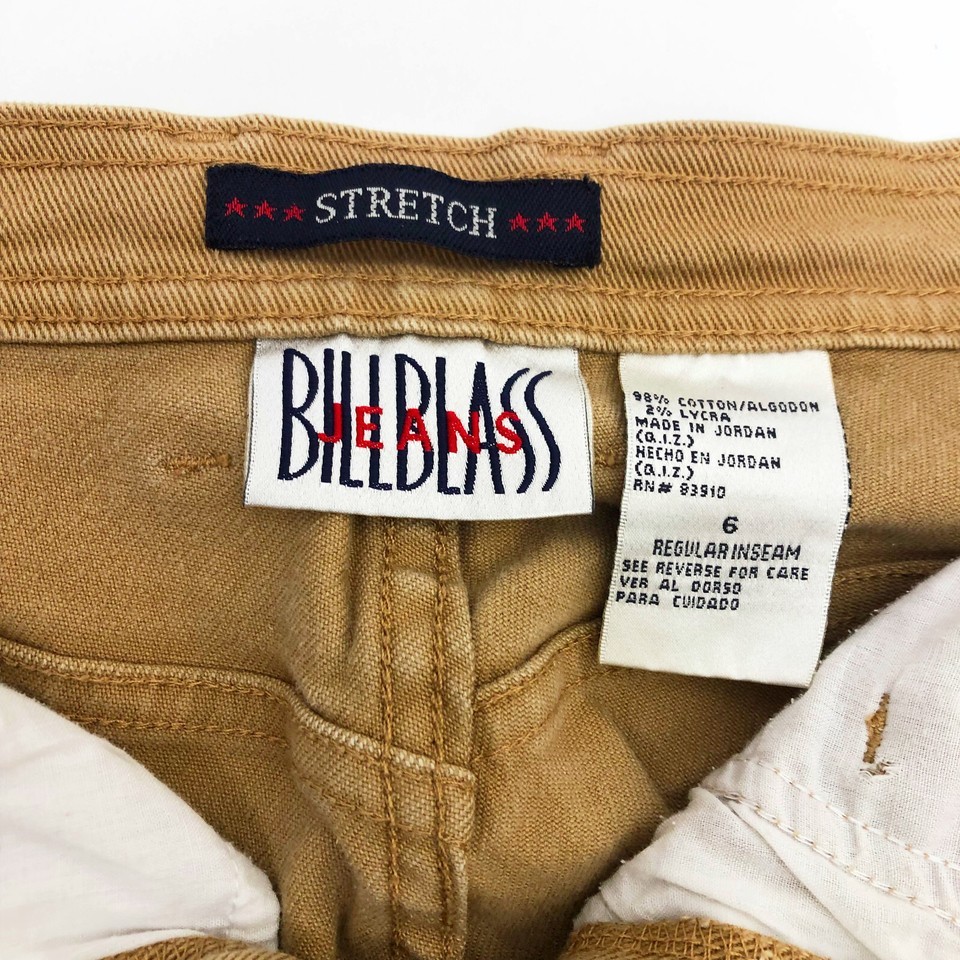 ★★★ STRETCH ★★★
BILLBLASS
JEANS
98% COTTON/ALGODON
2% LYCRA
MADE IN JORDAN
(Q.I.Z.)
HECHO EN JORDAN
(Q.I.Z.)
RN# 83910
6
REGULAR INSEAM
SEE REVERSE FOR CARE
VER AL DORSO
PARA CUIDADO